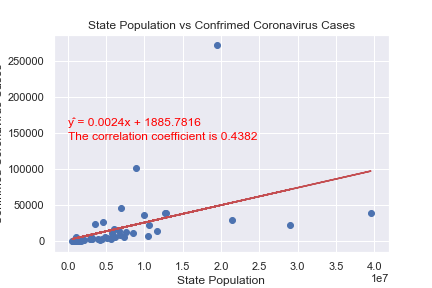 State Population vs Confrimed Coronavirus Cases
250000
200000
150000
100000
50000
0
ŷ = 0.0024x + 1885.7816
The correlation coefficient is 0.4382
0.0 0.5 1.0 1.5 2.0 2.5 3.0 3.5 4.0
1e7
State Population